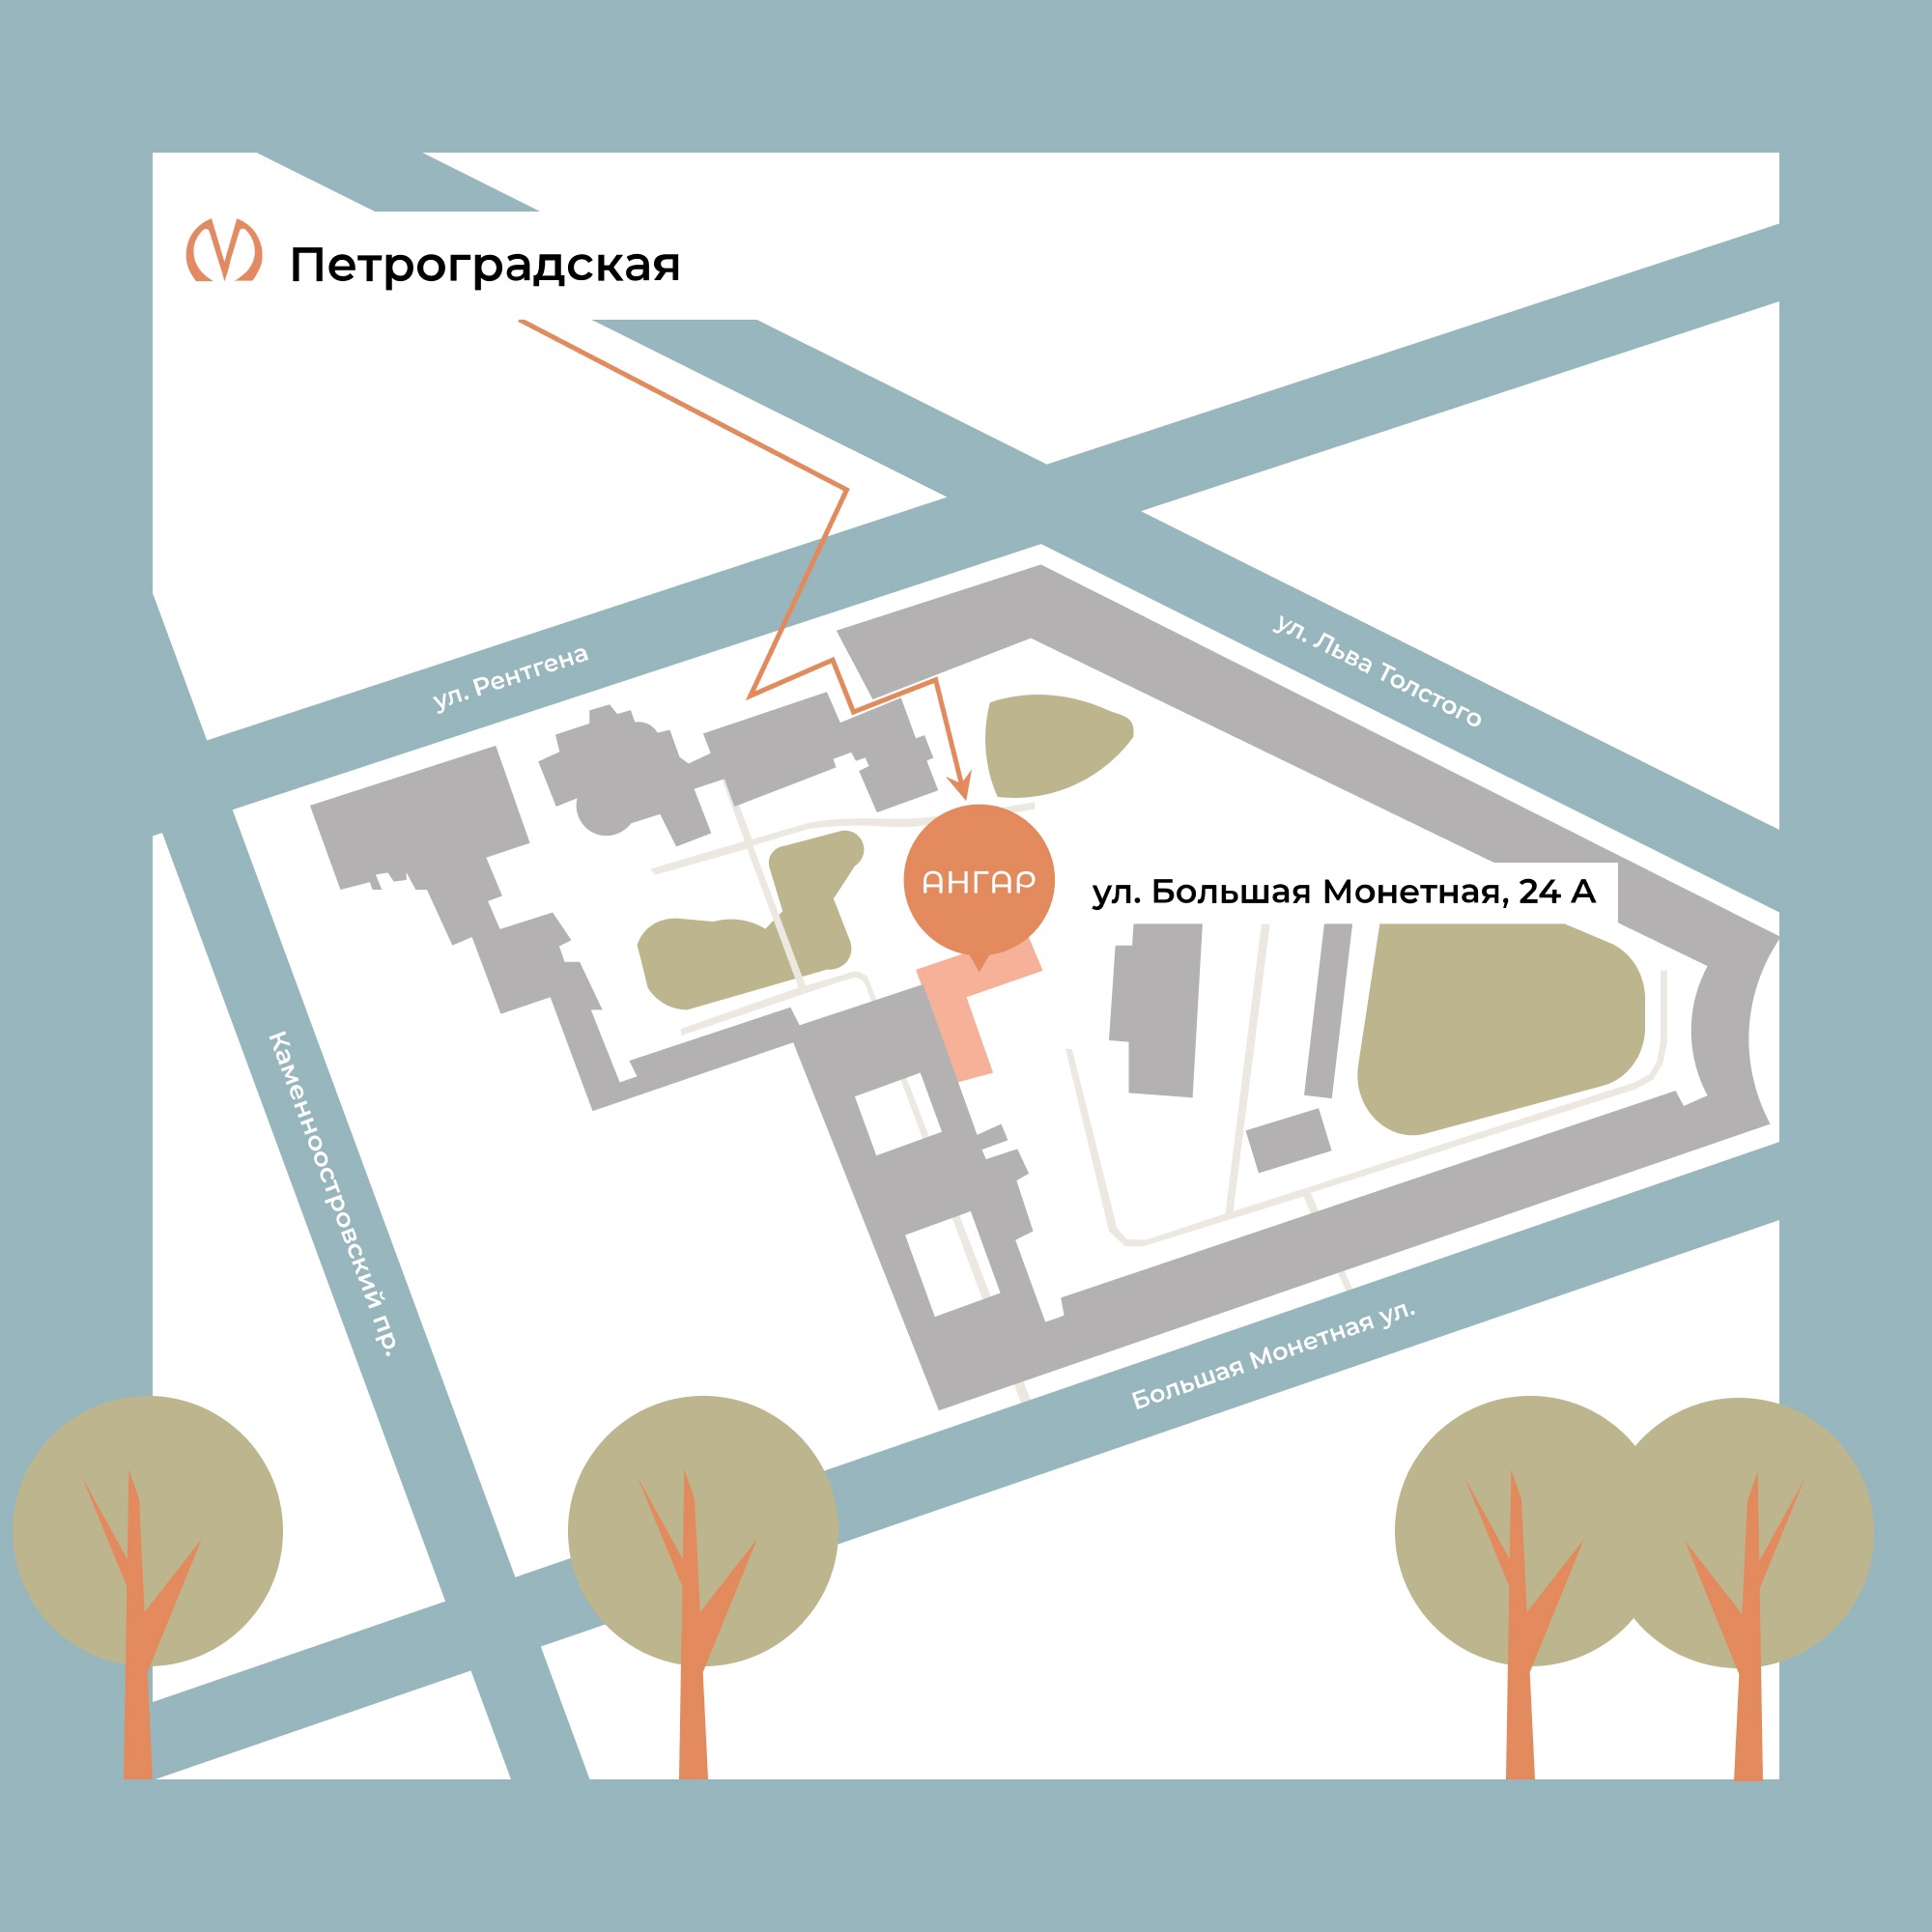 Петроградская
ул. Рентгена
ул. Льва Толстого
АНГАР
ул. Большая Монетная, 24 А
Каменноостровский пр.
Большая Монетная ул.